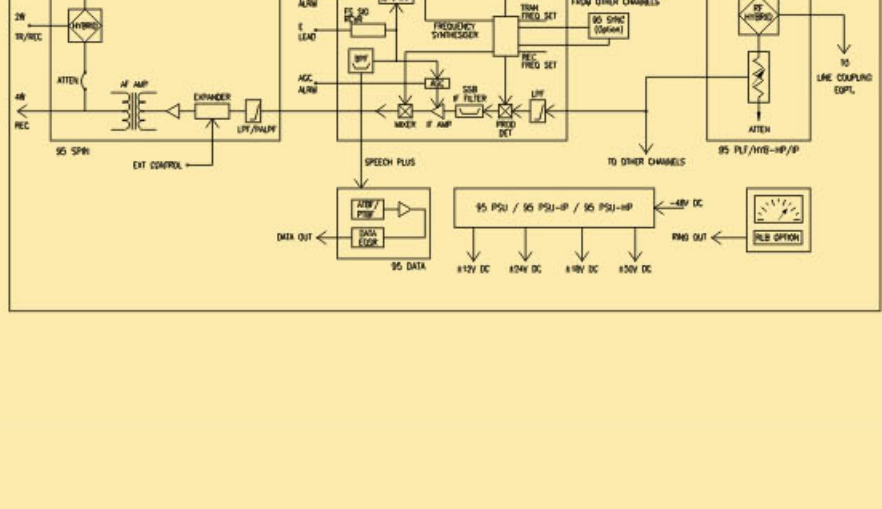 ALRM
TRAN
FREQ SET
FROM OTHER CHANNELS
2W
TR/REC
HYBRID
FS SIG
RCVR
E
LEAD
FREQUENCY
SYNTHESISER
95 SYNC
(Option)
RF
HYBRID
REC
FREQ SET
BPF
TO
LINE COUPLING
EQPT.
ATTEN
AF AMP
EXPANDER
AGC
ALRM
AGC
SSB
IF FILTER
LPF
4W
REC
LPF/PALPF
MIXER
IF AMP
PROD
DET
ATTEN
95 SPIN
EXT CONTROL
SPEECH PLUS
TO OTHER CHANNELS
95 PLF/HYB-HP/IP
95 PSU / 95 PSU-IP / 95 PSU-HP
-48V DC
DATA OUT
DATA
EQSR
95 DATA
RING OUT
RLB OPTION
±12V DC
±24V DC
±18V DC
±30V DC